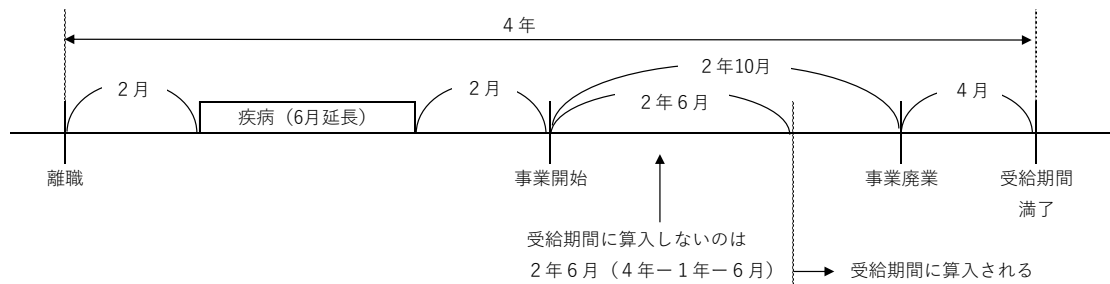 4年
2年10月
2月
2月
2年6月
4月
疾病（6月延長）
離職
事業開始
事業廃業
受給期間
満了
受給期間に算入しないのは
2年6月（4年ー1年ー6月）
受給期間に算入される